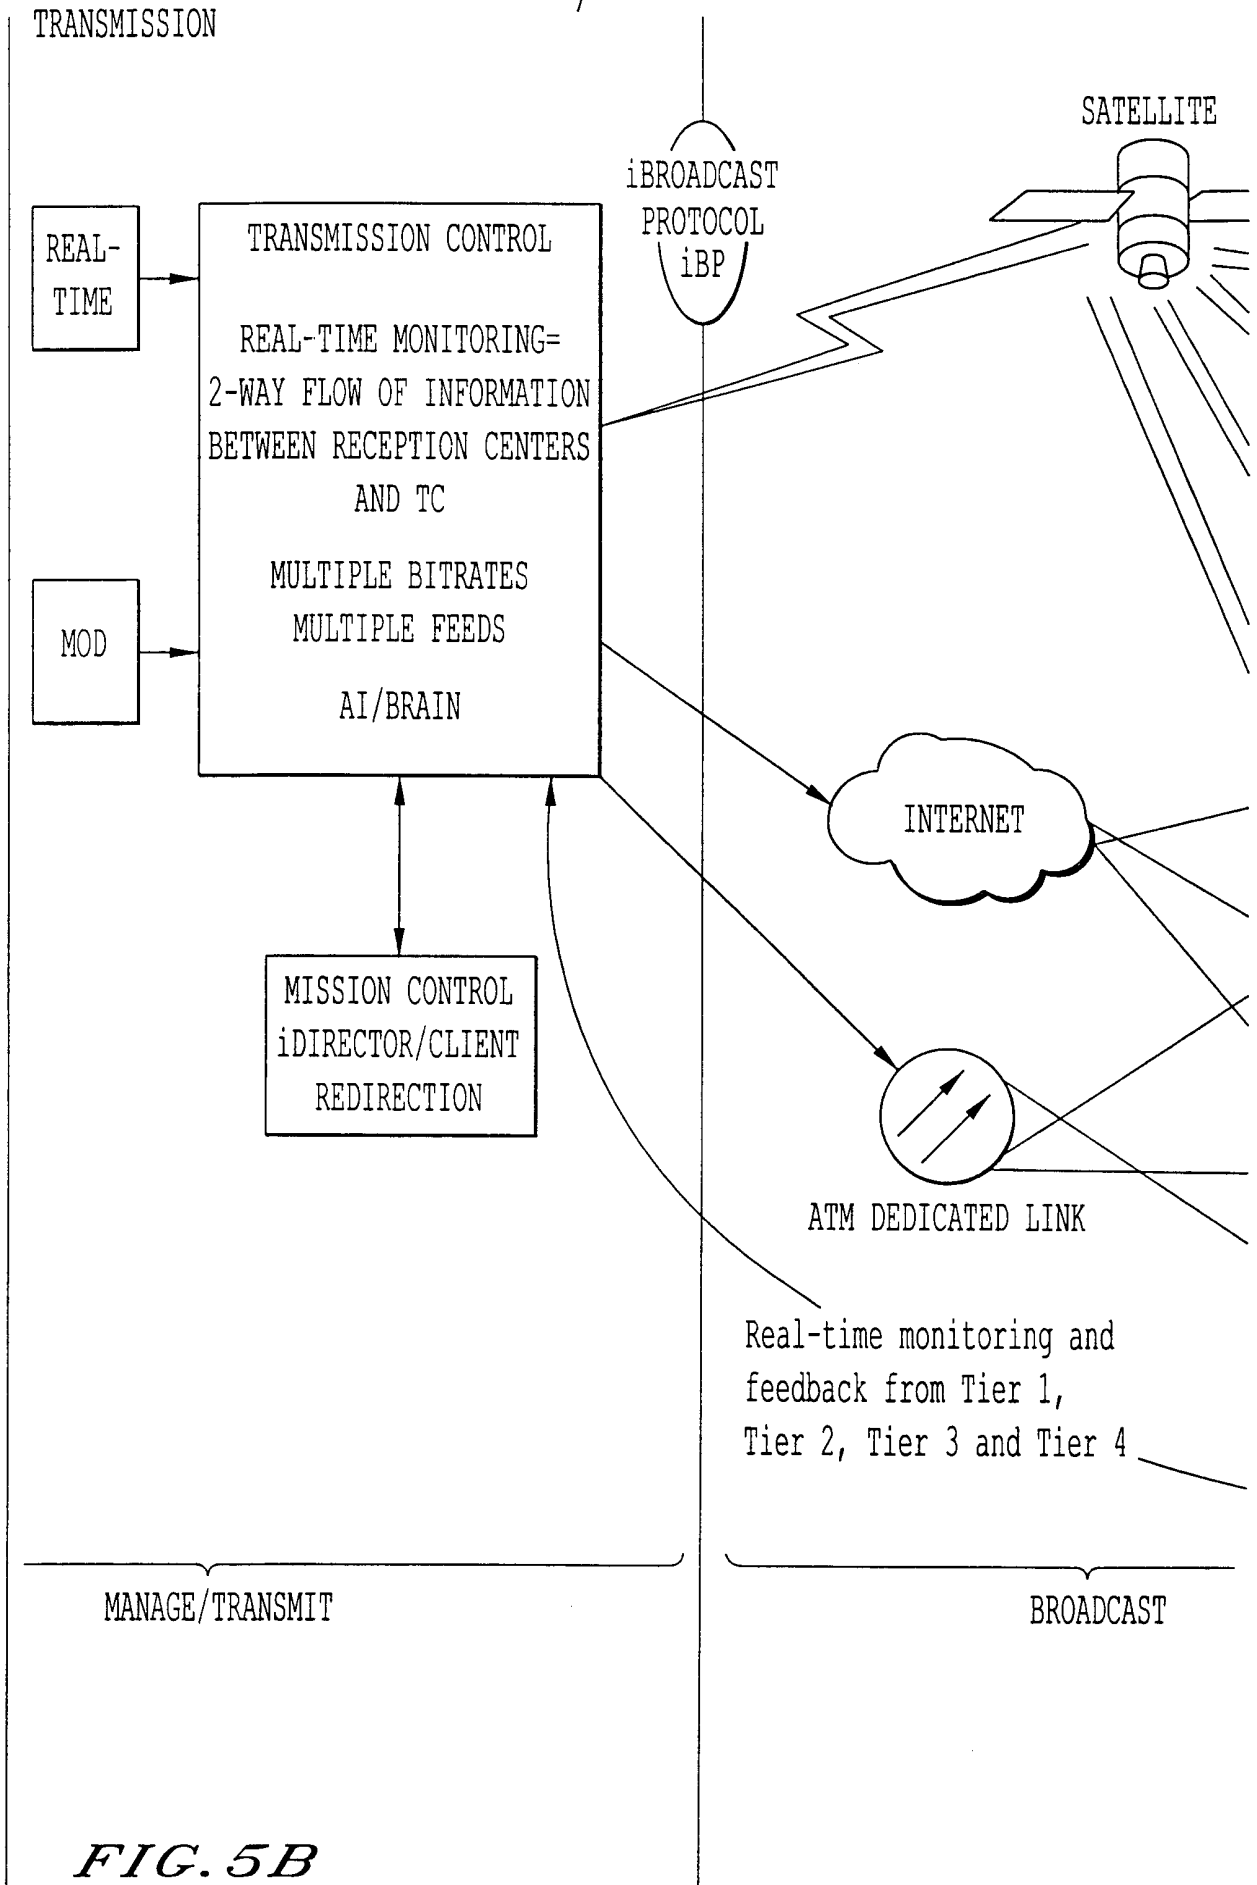 TRANSMISSION
SATELLITE
iBROADCAST
PROTOCOL
iBP
REAL-
TIME
TRANSMISSION CONTROL
REAL-TIME MONITORING=
2-WAY FLOW OF INFORMATION
BETWEEN RECEPTION CENTERS
AND TC
MULTIPLE BITRATES
MULTIPLE FEEDS
AI/BRAIN
MOD
INTERNET
MISSION CONTROL
iDIRECTOR/CLIENT
REDIRECTION
ATM DEDICATED LINK
Real-time monitoring and
feedback from Tier 1,
Tier 2, Tier 3 and Tier 4
MANAGE/TRANSMIT
BROADCAST
FIG. 5B